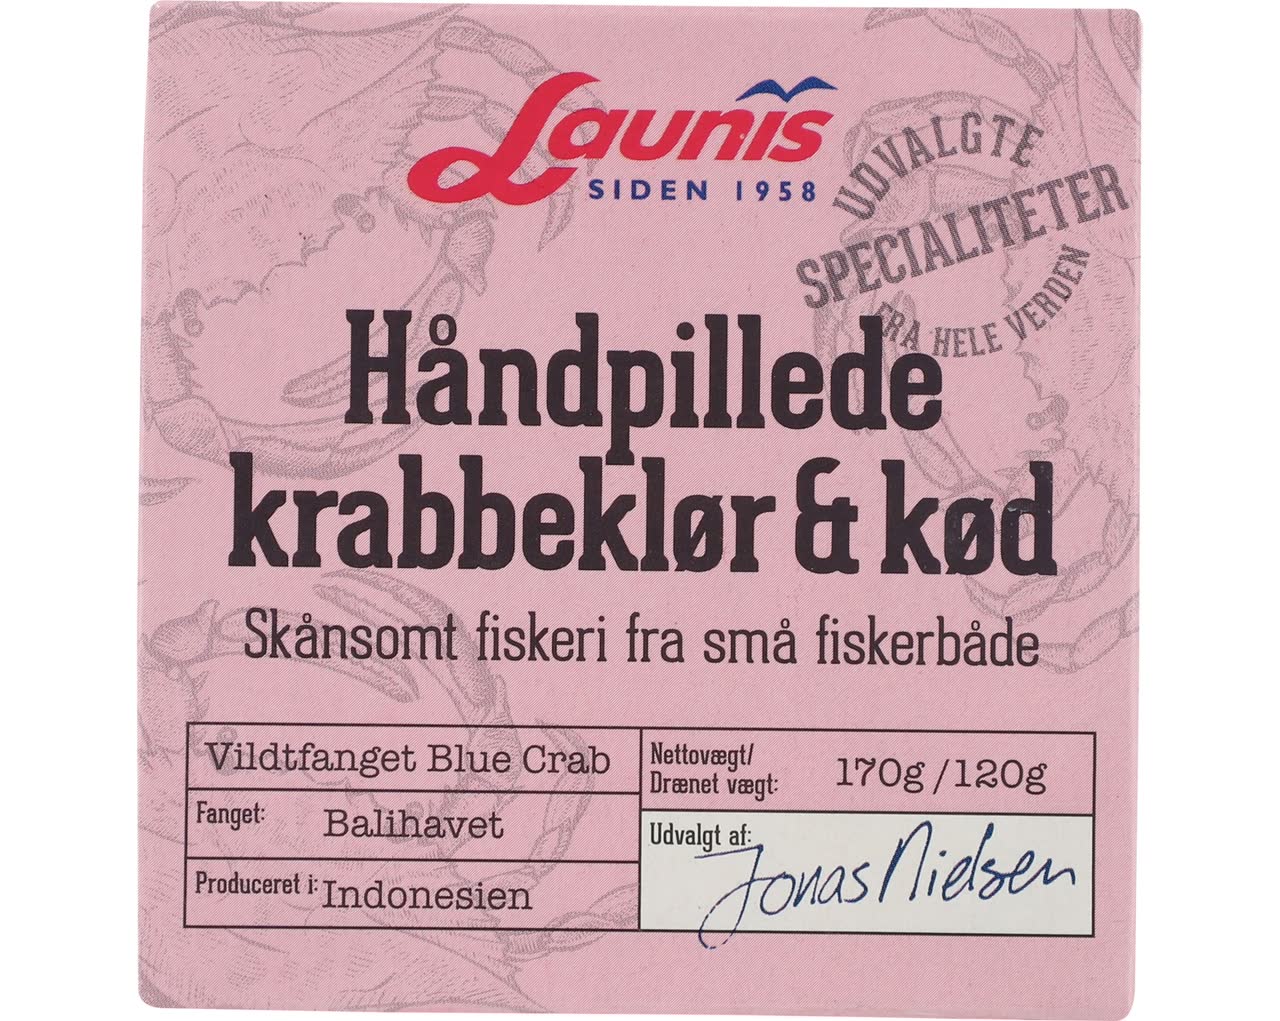 Launis
SIDEN 1958
UDVALGTE
SPECIALITETER
FRA HELE VERDEN
Håndpillede
krabbeklør & kød
Skånsomt fiskeri fra små fiskerbåde
Vildtfanget Blue Crab
Fanget: Balihavet
Produceret i: Indonesien
Nettovægt/
Drænet vægt: 170g/120g
Udvalgt af: Jonas Nielsen